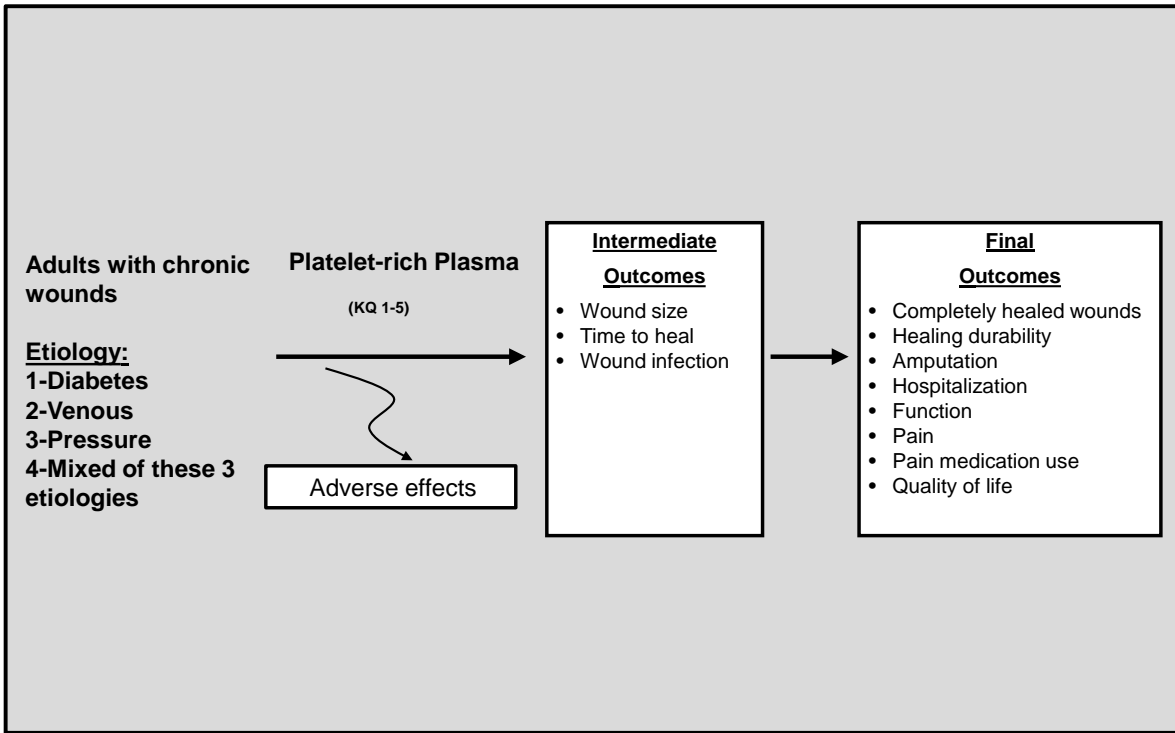 Adults with chronic
wounds
Etiology:
1-Diabetes
2-Venous
3-Pressure
4-Mixed of these 3
etiologies
Platelet-rich Plasma
(KQ 1-5)
Adverse effects
Intermediate
Outcomes
• Wound size
• Time to heal
• Wound infection
Final
Outcomes
• Completely healed wounds
• Healing durability
• Amputation
• Hospitalization
• Function
• Pain
• Pain medication use
• Quality of life